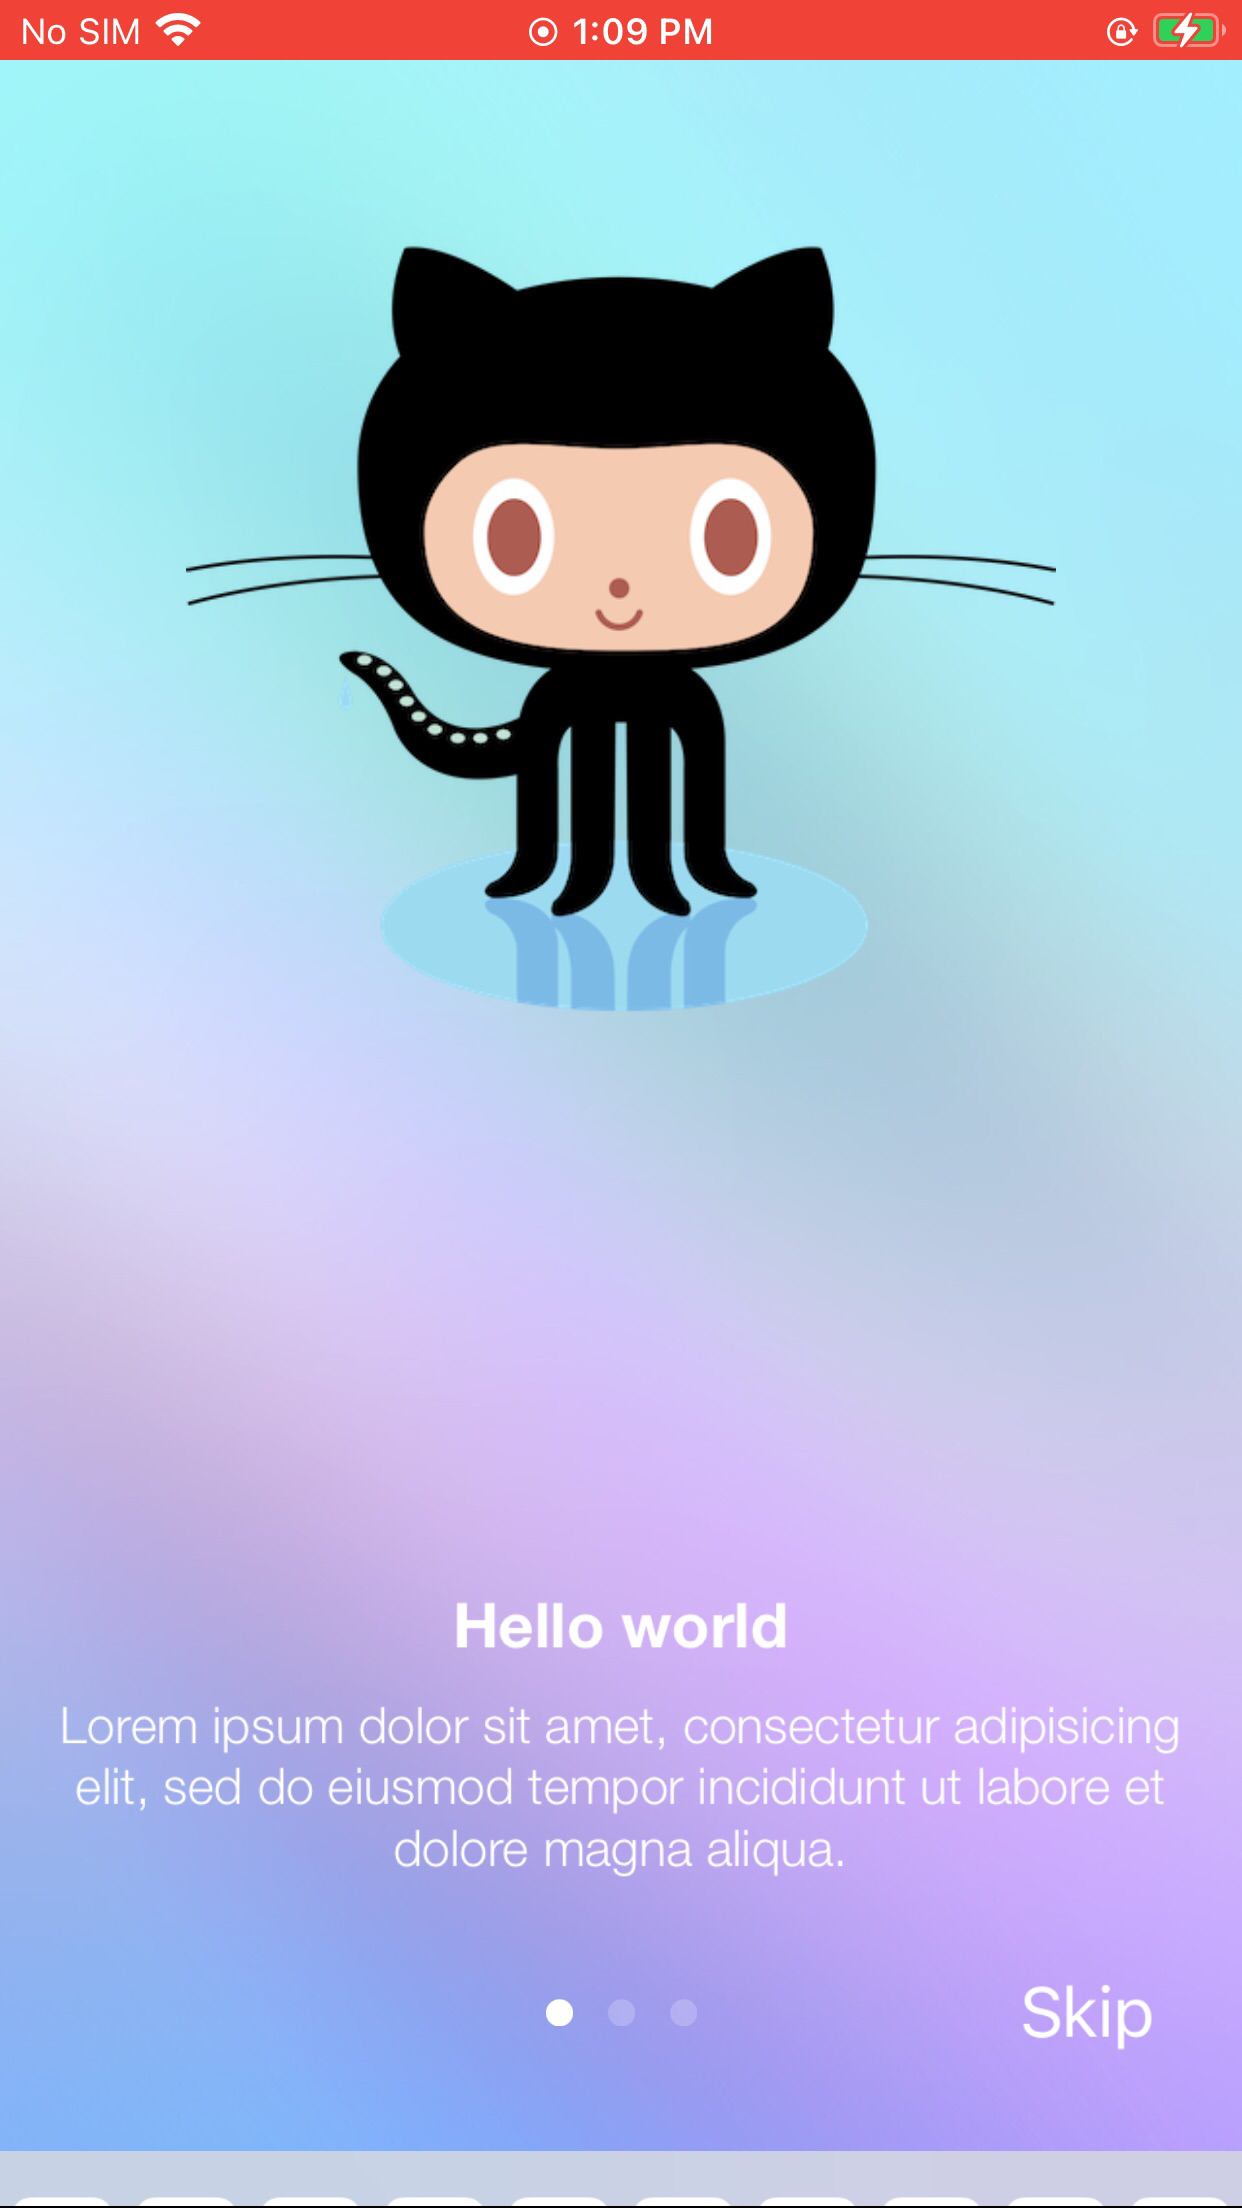 No SIM 1:09 PM
Hello world
Lorem ipsum dolor sit amet, consectetur adipisicing
elit, sed do eiusmod tempor incididunt ut labore et
dolore magna aliqua.
Skip